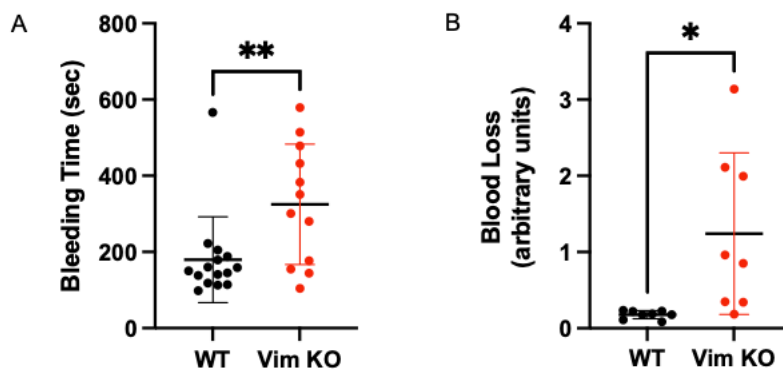 A
Bleeding Time (sec)
800
600
400
200
0
**
WT
Vim KO
B
Blood Loss
(arbitrary units)
4
3
2
1
0
*
WT
Vim KO